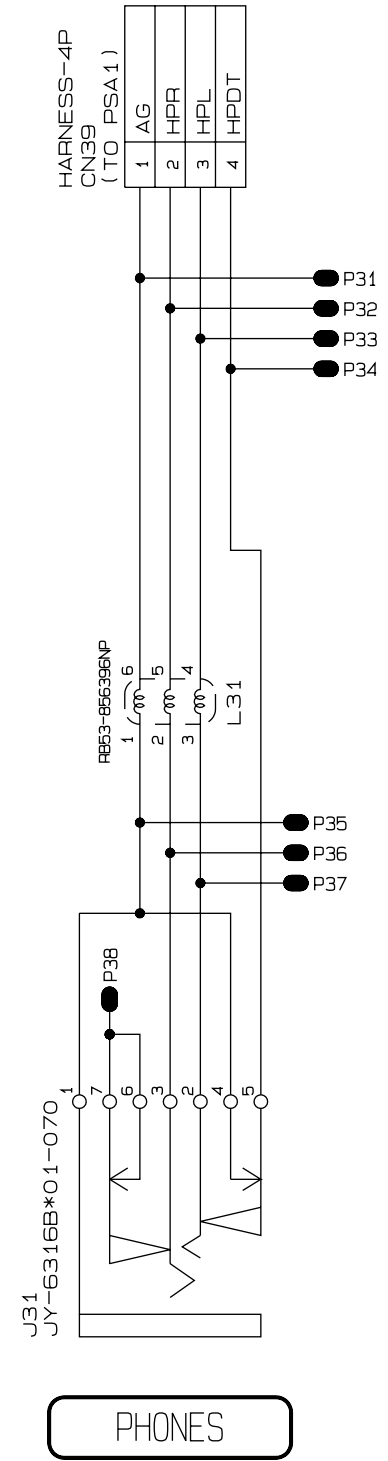 HARNESS-4P
CN39
(TO PSA1)
1 AG
2 HPR
3 HPL
4 HPDT
P31
P32
P33
P34
RB53-856396NP
6 5 4
1 2 3
L31
P35
P36
P37
P38
1 7 6 3 2 4 5
J31
JY-6316B*01-070
PHONES